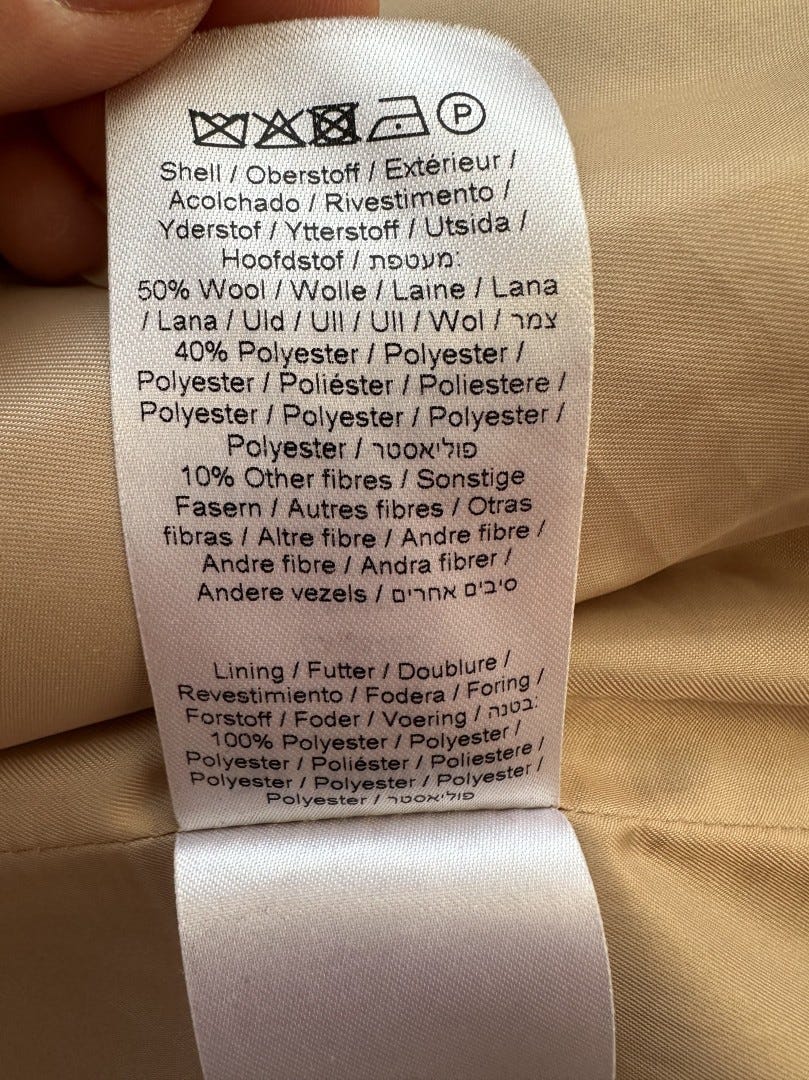 P
Shell / Oberstoff / Extérieur /
Acolchado / Rivestimento /
Yderstof / Ytterstoff / Utsida /
Hoofdstof / מעטפת:
50% Wool / Wolle / Laine / Lana
/ Lana / Uld / Ull / Ull / Wol / צמר
40% Polyester / Polyester /
Polyester / Poliéster / Poliestere /
Polyester / Polyester / Polyester /
Polyester / פוליאסטר
10% Other fibres / Sonstige
Fasern / Autres fibres / Otras
fibras / Altre fibre / Andre fibre /
Andre fibre / Andra fibrer /
Andere vezels / סיבים אחרים
Lining / Futter / Doublure /
Revestimiento / Fodera / Foring /
Forstoff / Foder / Voering / בטנה:
100% Polyester / Polyester /
Polyester / Poliéster / Poliestere /
Polyester / Polyester / Polyester /
Polyester / פוליאסטר